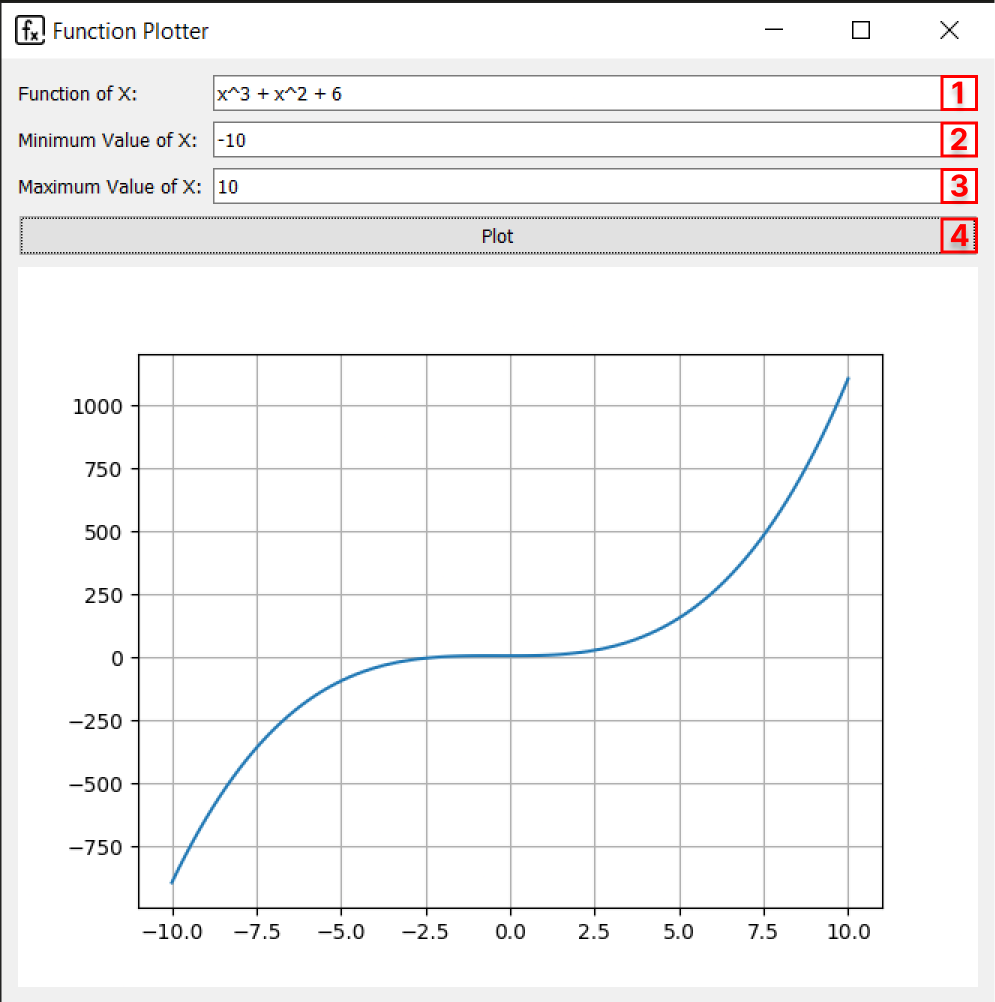 fx Function Plotter
Function of X: x^3 + x^2 + 6 1
Minimum Value of X: -10 2
Maximum Value of X: 10 3
Plot 4
1000
750
500
250
0
−250
−500
−750
−10.0 −7.5 −5.0 −2.5 0.0 2.5 5.0 7.5 10.0